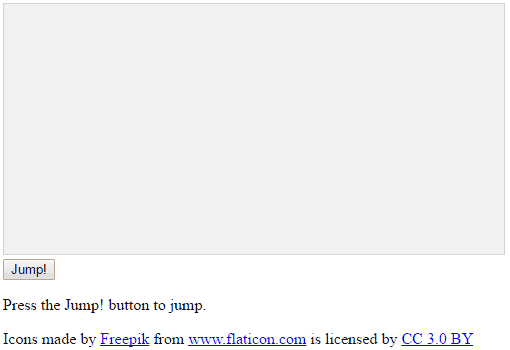 Jump!
Press the Jump! button to jump.
Icons made by Freepik from www.flaticon.com is licensed by CC 3.0 BY